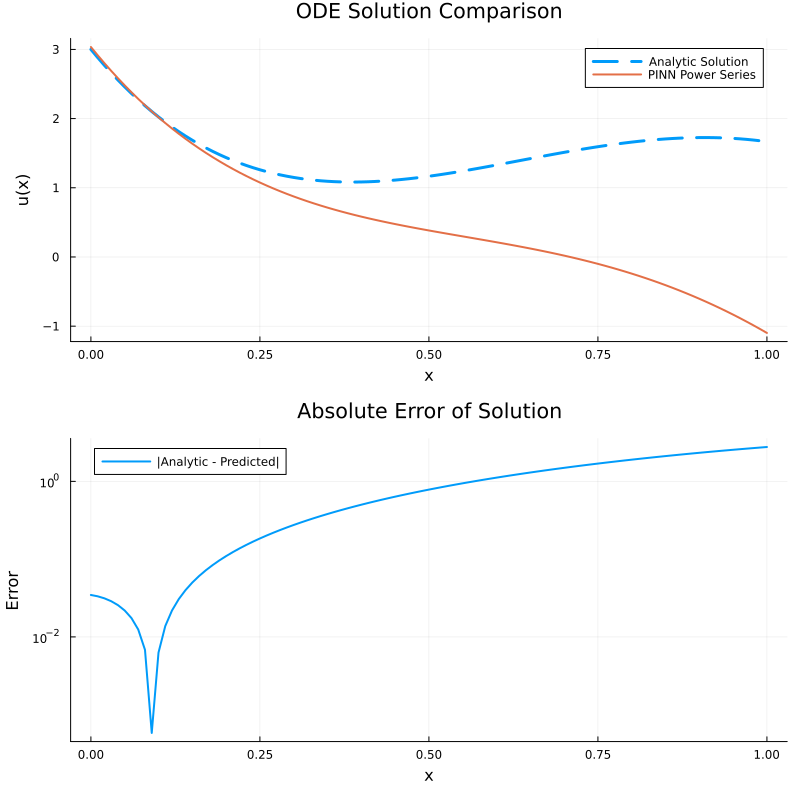 ODE Solution Comparison
3
2
1
0
−1
u(x)
Analytic Solution
PINN Power Series
0.00 0.25 0.50 0.75 1.00
x
Absolute Error of Solution
|Analytic - Predicted|
10⁰
10⁻²
Error
0.00 0.25 0.50 0.75 1.00
x